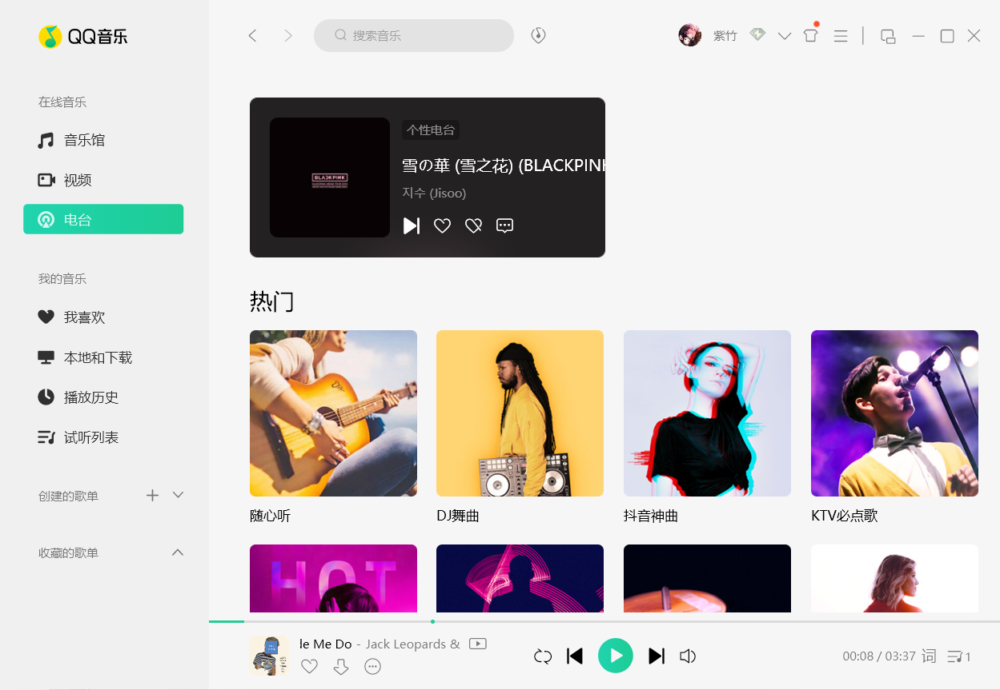 QQ音乐
搜索音乐
紫竹
在线音乐
音乐馆
视频
电台
我的音乐
我喜欢
本地和下载
播放历史
试听列表
创建的歌单
收藏的歌单
个性电台
雪の華 (雪之花) (BLACKPINK
지수 (Jisoo)
BLACKPINK
热门
随心听
DJ舞曲
抖音神曲
KTV必点歌
HOT
le Me Do - Jack Leopards &
00:08 / 03:37 词 1